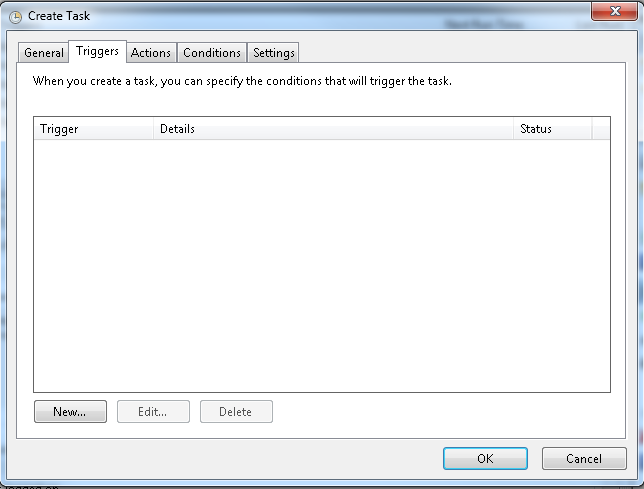 Create Task
General Triggers Actions Conditions Settings
When you create a task, you can specify the conditions that will trigger the task.
Trigger Details Status
New... Edit... Delete
OK Cancel